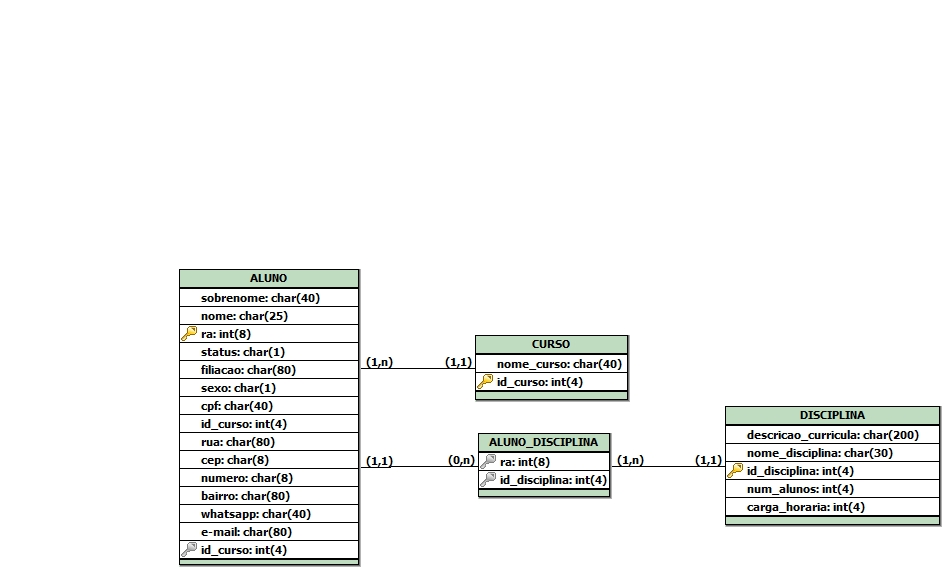 ALUNO
sobrenome: char(40)
nome: char(25)
ra: int(8)
status: char(1)
filiacao: char(80)
sexo: char(1)
cpf: char(40)
id_curso: int(4)
rua: char(80)
cep: char(8)
numero: char(8)
bairro: char(80)
whatsapp: char(40)
e-mail: char(80)
id_curso: int(4)
(1,n)
(1,1)
CURSO
nome_curso: char(40)
id_curso: int(4)
(1,1)
(0,n)
ALUNO_DISCIPLINA
ra: int(8)
id_disciplina: int(4)
(1,n)
(1,1)
DISCIPLINA
descricao_curricula: char(200)
nome_disciplina: char(30)
id_disciplina: int(4)
num_alunos: int(4)
carga_horaria: int(4)